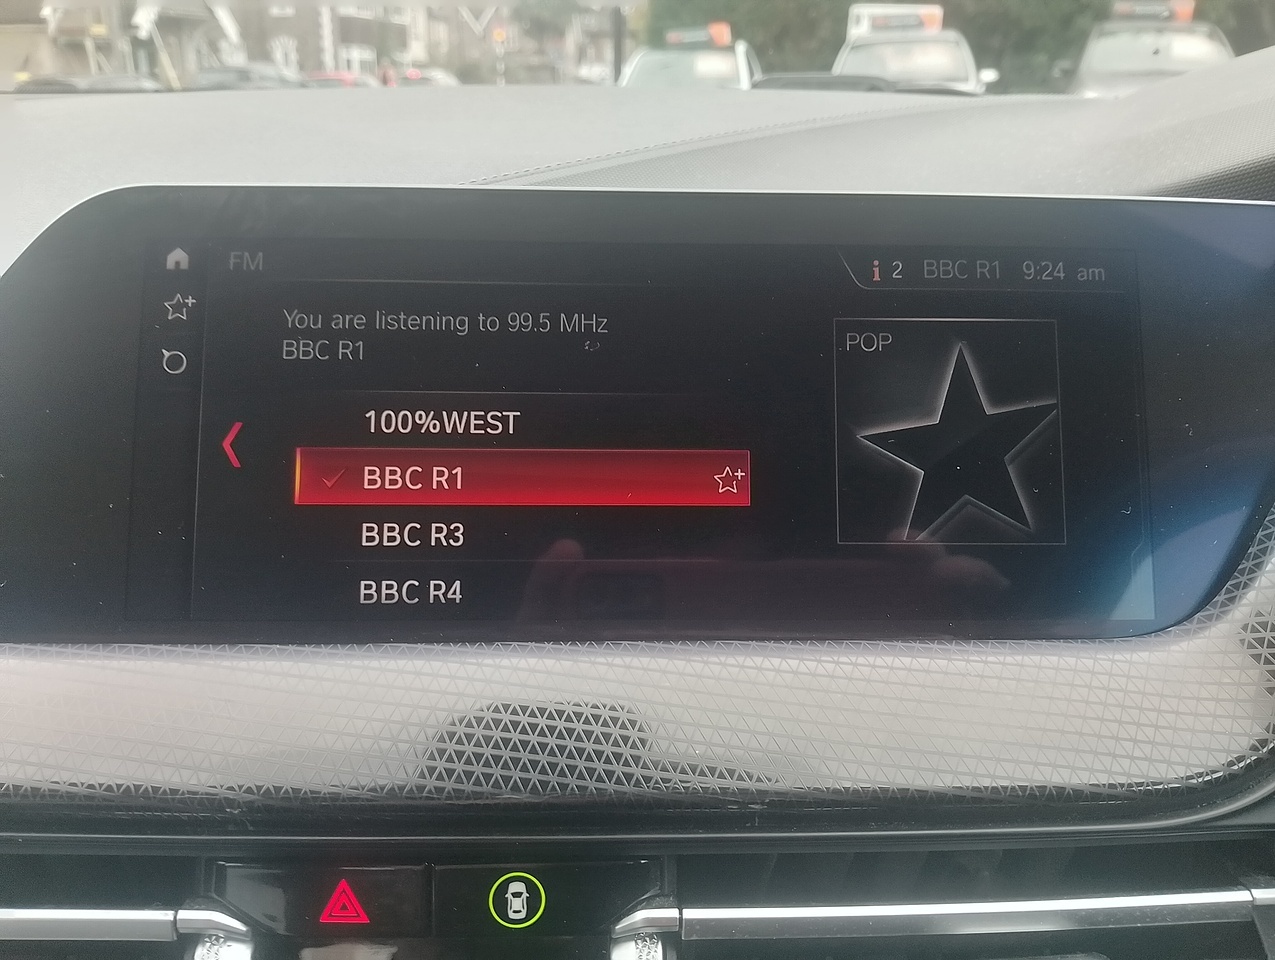 FM
i 2 BBC R1 9:24 am
You are listening to 99.5 MHz
BBC R1
POP
100%WEST
BBC R1
BBC R3
BBC R4